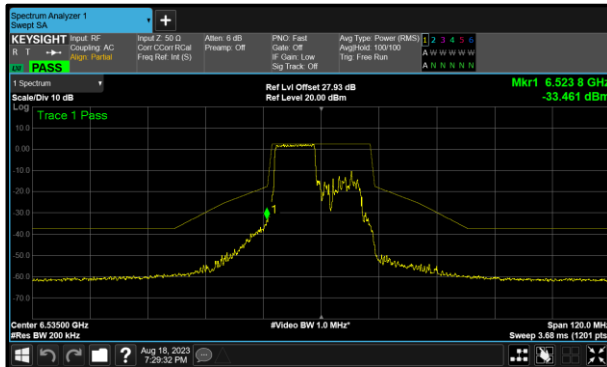 Spectrum Analyzer 1
Swept SA
KEYSIGHT
R T
PASS
Input: RF
Coupling: AC
Align: Partial
Input Z: 50 Ω
Corr CCorr RCal
Freq Ref: Int (S)
Atten: 6 dB
Preamp: Off
PNO: Fast
Gate: Off
IF Gain: Low
Sig Track: Off
Avg Type: Power (RMS)
Avg|Hold: 100/100
Trig: Free Run
1 2 3 4 5 6
A W W W W W
A N N N N N
1 Spectrum
Scale/Div 10 dB
Ref Lvl Offset 27.93 dB
Ref Level 20.00 dBm
Mkr1 6.523 8 GHz
-33.461 dBm
Log
Trace 1 Pass
10.0
0.00
-10.0
-20.0
-30.0
-40.0
-50.0
-60.0
-70.0
1
Center 6.53500 GHz
#Res BW 200 kHz
#Video BW 1.0 MHz*
Span 120.0 MHz
Sweep 3.68 ms (1201 pts
Aug 18, 2023
7:29:32 PM